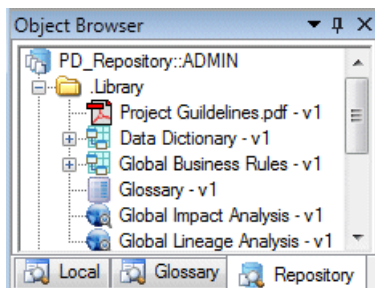 Object Browser
PD_Repository::ADMIN
.Library
Project Guildelines.pdf - v1
Data Dictionary - v1
Global Business Rules - v1
Glossary - v1
Global Impact Analysis - v1
Global Lineage Analysis - v1
Local Glossary Repository